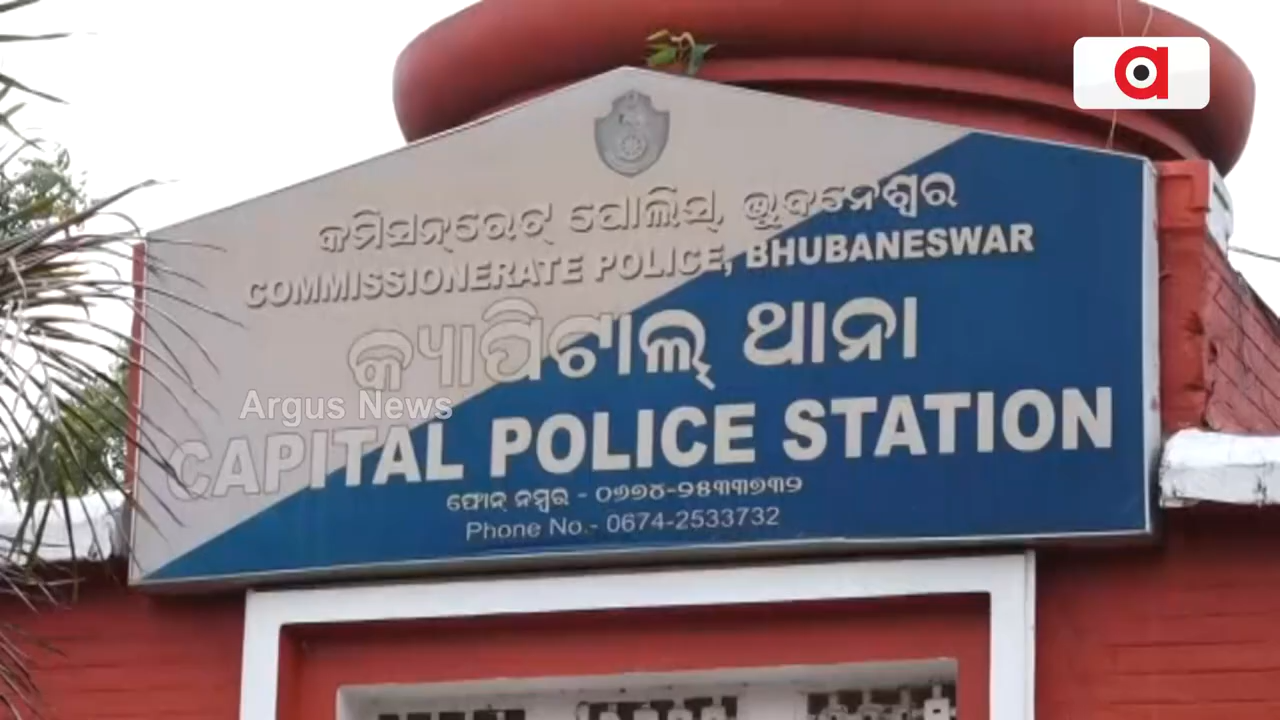 କମିସନ୍‌ରେଟ୍ ପୋଲିସ୍, ଭୁବନେଶ୍ୱର
COMMISSIONERATE POLICE, BHUBANESWAR
କ୍ୟାପିଟାଲ୍ ଥାନା
Argus News
CAPITAL POLICE STATION
ଫୋନ୍ ନମ୍ବର - ୦୬୭୪-୨୫୩୩୭୩୨
Phone No.- 0674-2533732